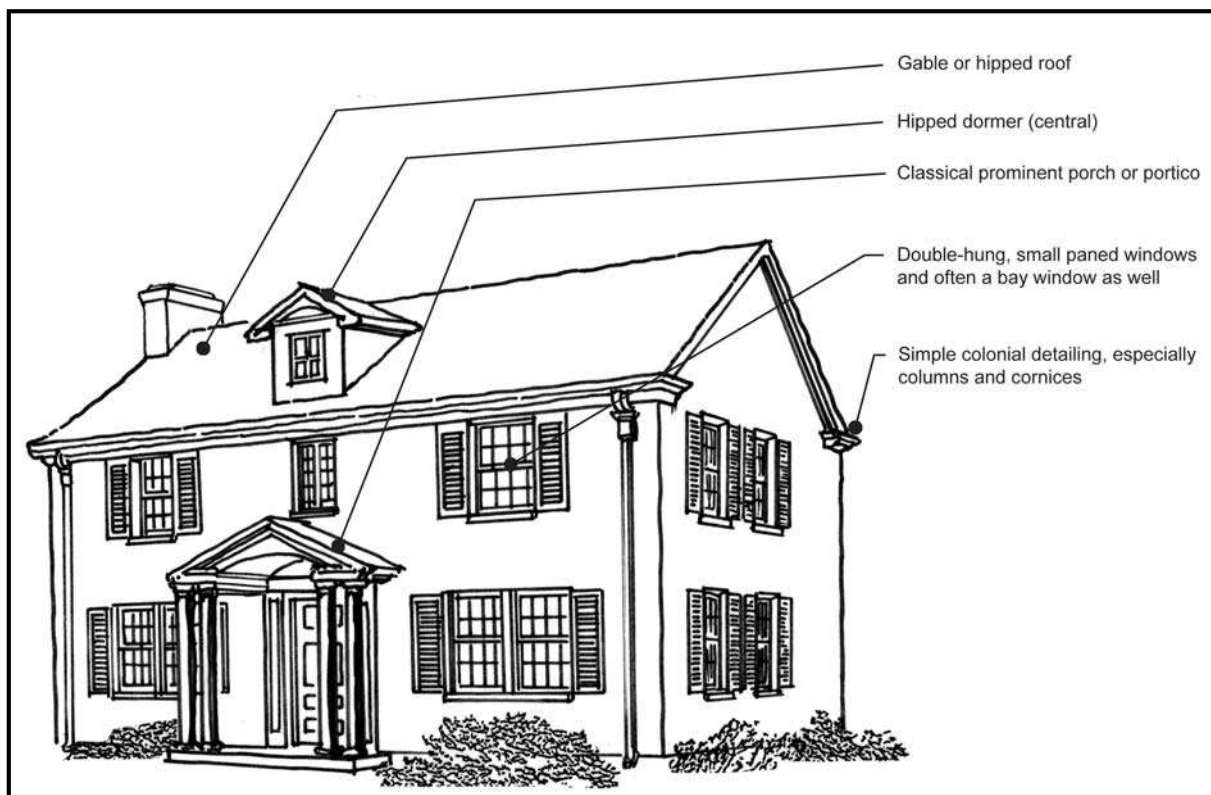 Gable or hipped roof
Hipped dormer (central)
Classical prominent porch or portico
Double-hung, small paned windows
and often a bay window as well
Simple colonial detailing, especially
columns and cornices